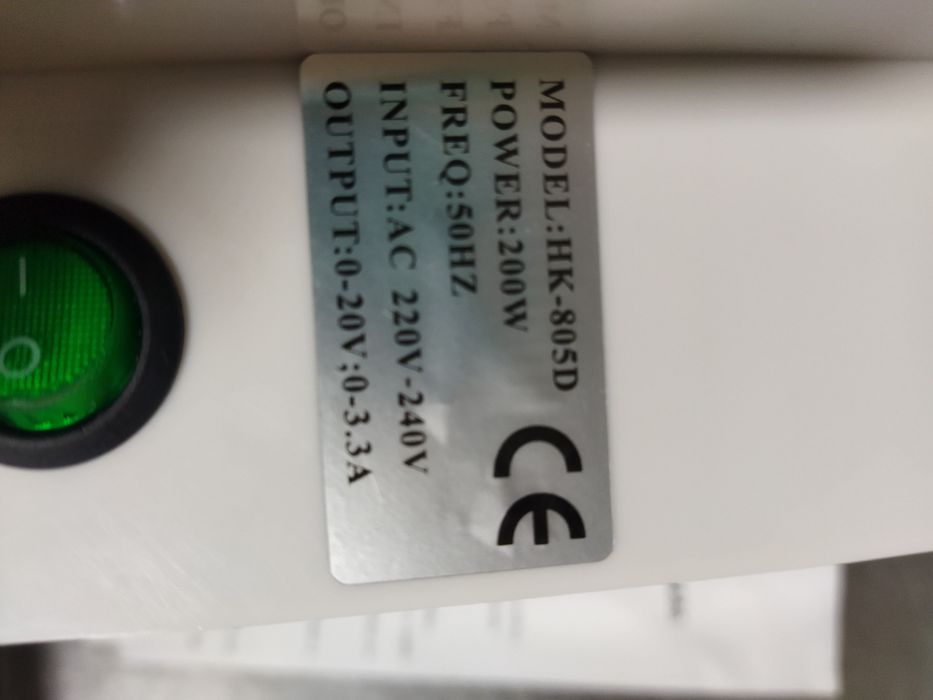 MODEL:HK-805D
POWER:200W
FREQ:50HZ
INPUT:AC 220V-240V
OUTPUT:0-20V;0-3.3A
CE